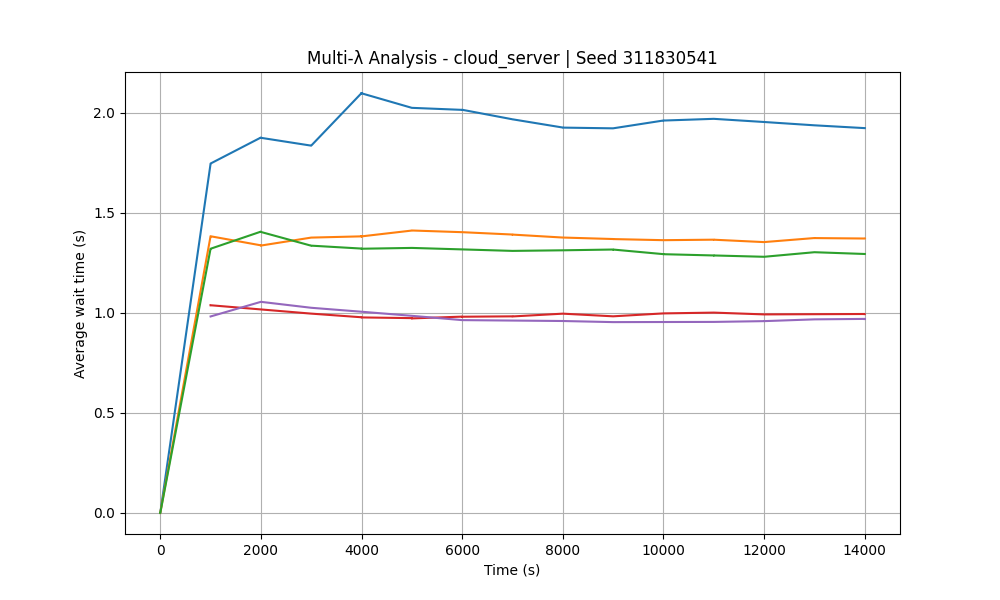 Multi-λ Analysis - cloud_server | Seed 311830541
Average wait time (s)
2.0
1.5
1.0
0.5
0.0
0 2000 4000 6000 8000 10000 12000 14000
Time (s)